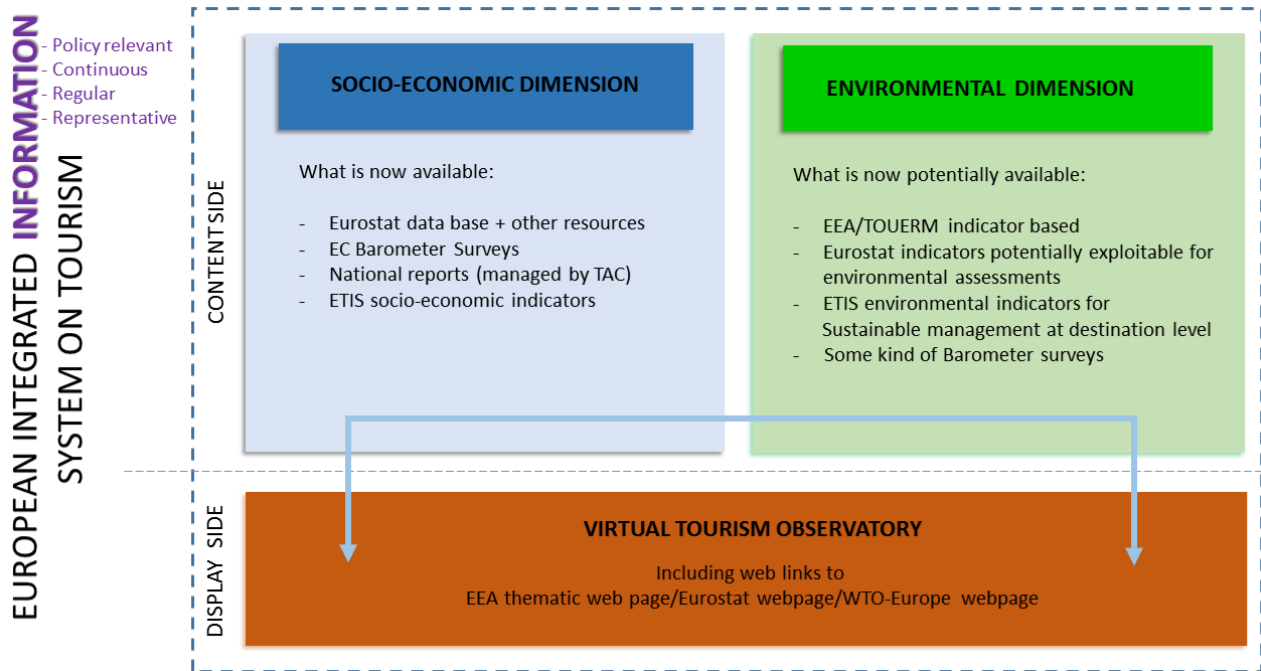 EUROPEAN INTEGRATED INFORMATION
SYSTEM ON TOURISM
- Policy relevant
- Continuous
- Regular
- Representative
CONTENT SIDE
SOCIO-ECONOMIC DIMENSION
What is now available:
- Eurostat data base + other resources
- EC Barometer Surveys
- National reports (managed by TAC)
- ETIS socio-economic indicators
ENVIRONMENTAL DIMENSION
What is now potentially available:
- EEA/TOUERM indicator based
- Eurostat indicators potentially exploitable for
environmental assessments
- ETIS environmental indicators for
Sustainable management at destination level
- Some kind of Barometer surveys
DISPLAY SIDE
VIRTUAL TOURISM OBSERVATORY
Including web links to
EEA thematic web page/Eurostat webpage/WTO-Europe webpage